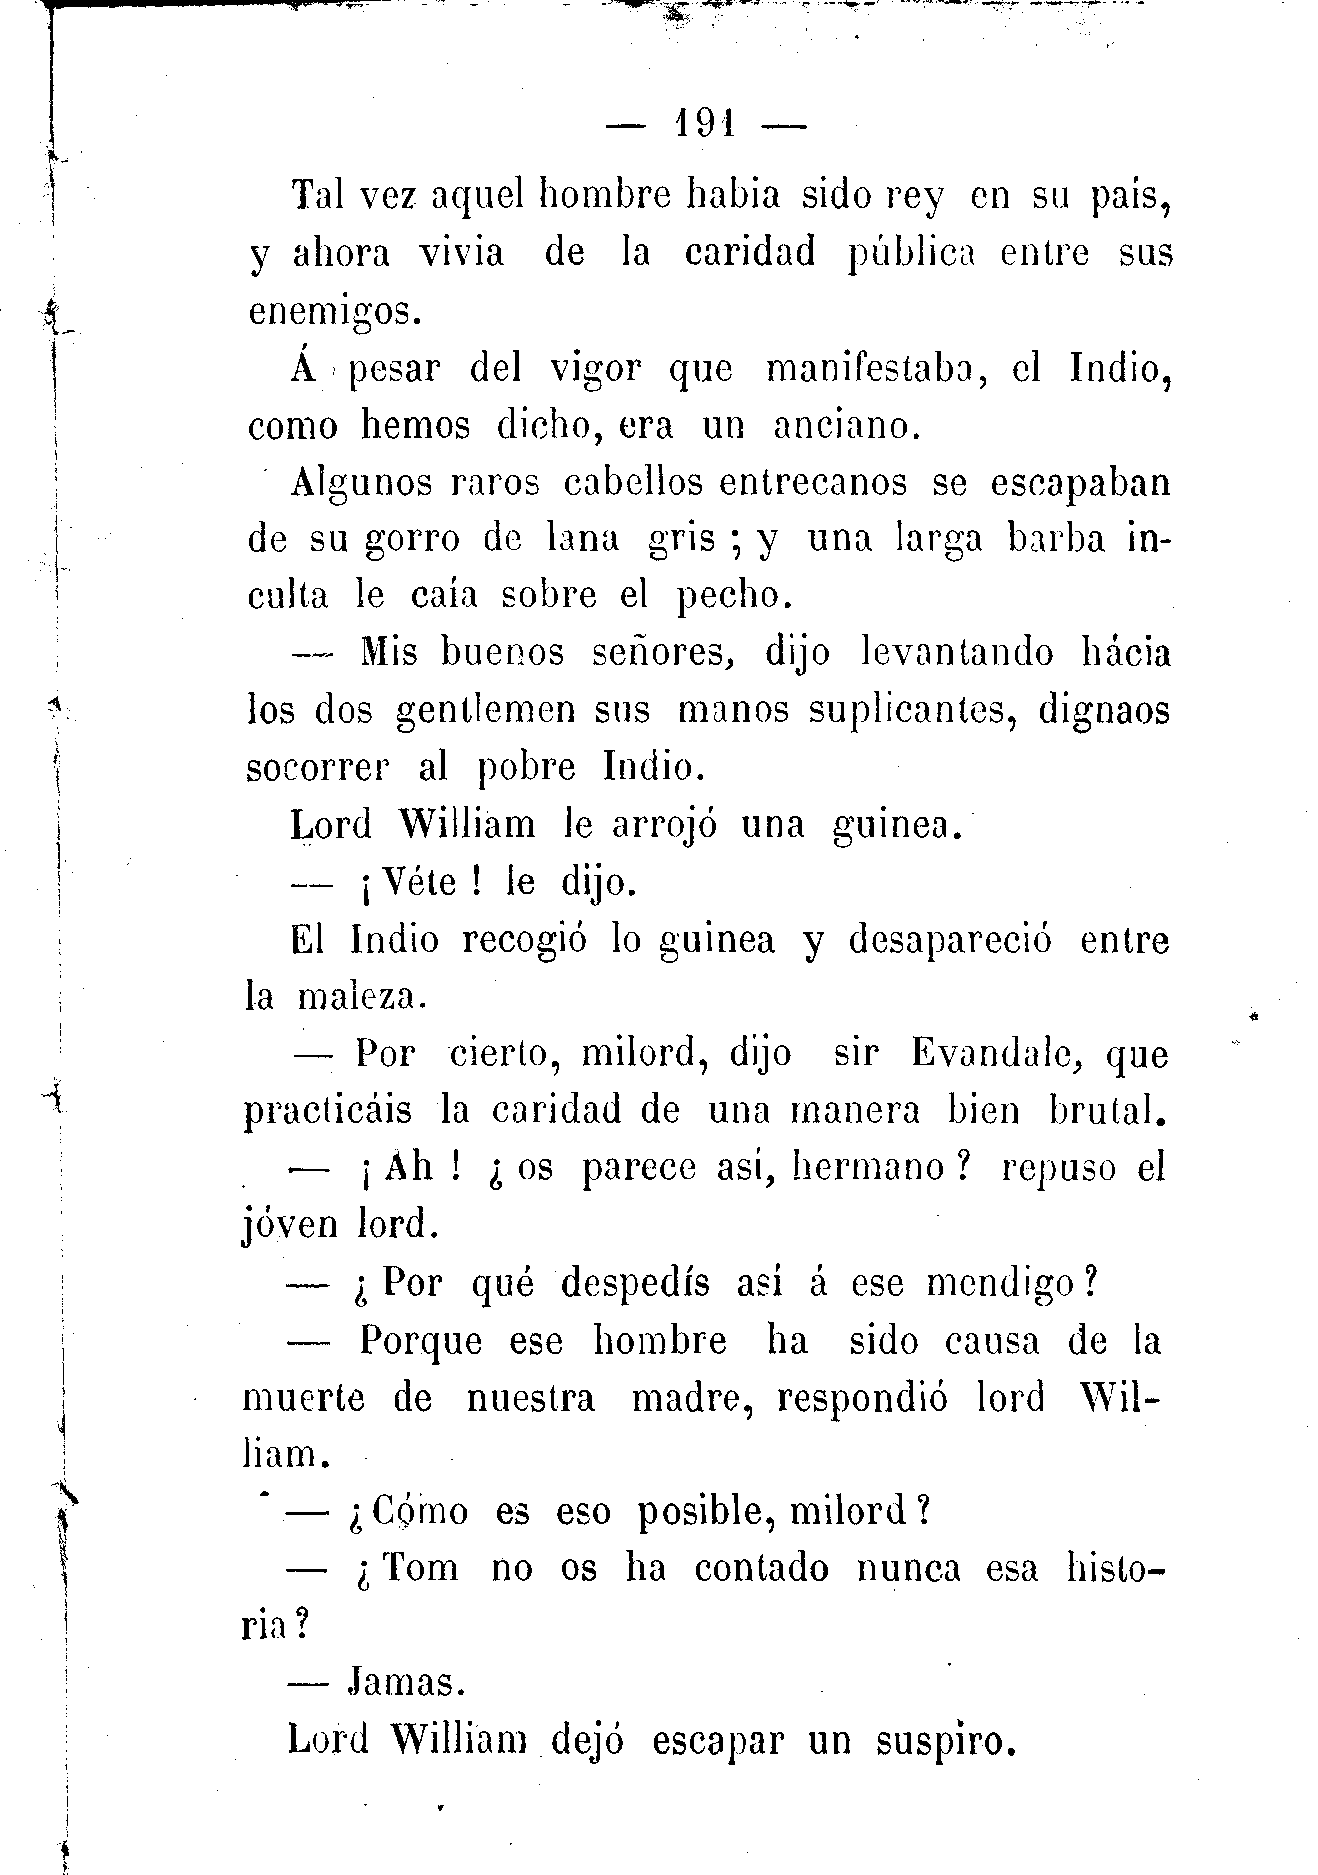 — 191 —
Tal vez aquel hombre habia sido rey en su país,
y ahora vivia de la caridad pública entre sus
enemigos.
Á pesar del vigor que manifestaba, el Indio,
como hemos dicho, era un anciano.
Algunos raros cabellos entrecanos se escapaban
de su gorro de lana gris ; y una larga barba in-
culta le caía sobre el pecho.
— Mis buenos señores, dijo levantando hácia
los dos gentlemen sus manos suplicantes, dignaos
socorrer al pobre Indio.
Lord William le arrojó una guinea.
— ¡ Véte ! le dijo.
El Indio recogió lo guinea y desapareció entre
la maleza.
— Por cierto, milord, dijo sir Evandale, que
practicáis la caridad de una manera bien brutal.
— ¡ Ah ! ¿ os parece así, hermano ? repuso el
jóven lord.
— ¿ Por qué despedís así á ese mendigo ?
— Porque ese hombre ha sido causa de la
muerte de nuestra madre, respondió lord Wil-
liam.
— ¿ Cómo es eso posible, milord ?
— ¿ Tom no os ha contado nunca esa histo-
ria ?
— Jamas.
Lord William dejó escapar un suspiro.